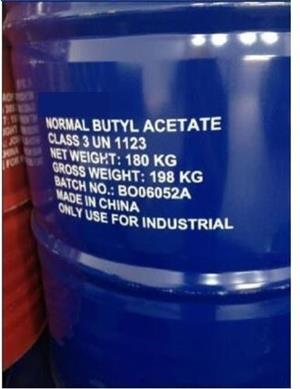 NORMAL BUTYL ACETATE
CLASS 3 UN 1123
NET WEIGHT: 180 KG
GROSS WEIGHT: 198 KG
BATCH NO.: BO06052A
MADE IN CHINA
ONLY USE FOR INDUSTRIAL